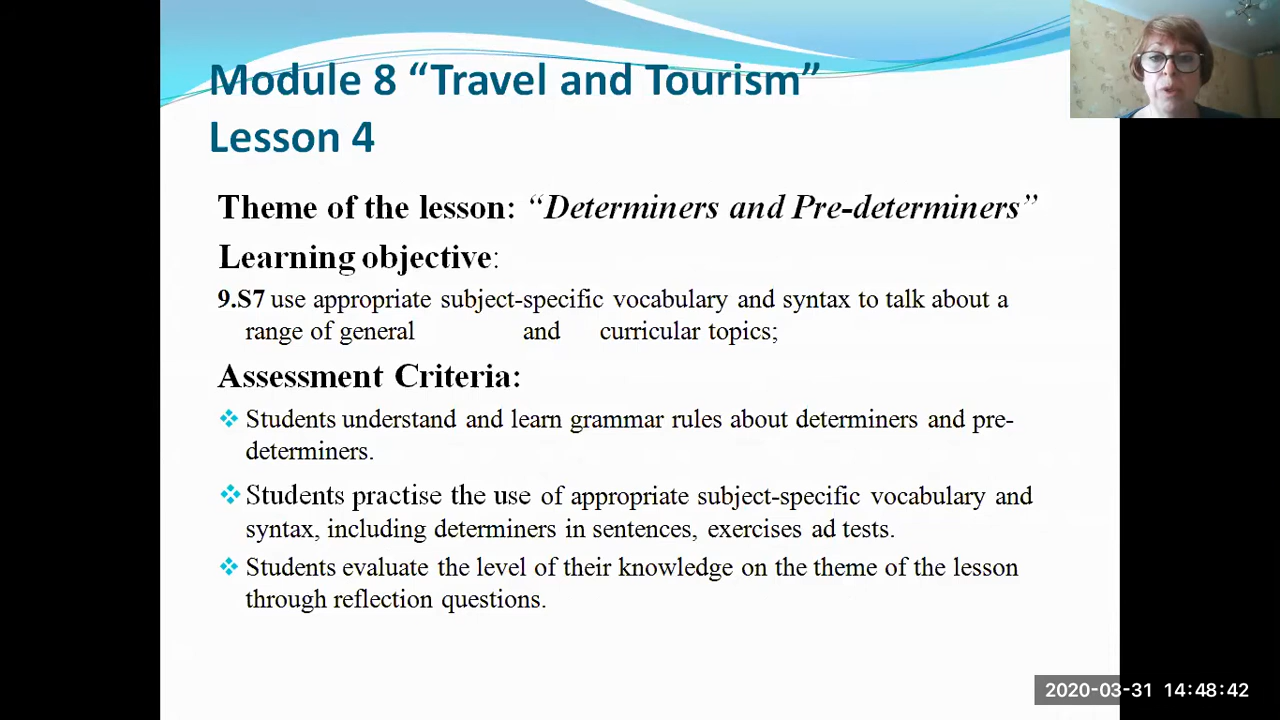 Module 8 “Travel and Tourism”
Lesson 4
Theme of the lesson: “Determiners and Pre-determiners”
Learning objective:
9.S7 use appropriate subject-specific vocabulary and syntax to talk about a
range of general and curricular topics;
Assessment Criteria:
Students understand and learn grammar rules about determiners and pre-
determiners.
Students practise the use of appropriate subject-specific vocabulary and
syntax, including determiners in sentences, exercises ad tests.
Students evaluate the level of their knowledge on the theme of the lesson
through reflection questions.
2020-03-31 14:48:42